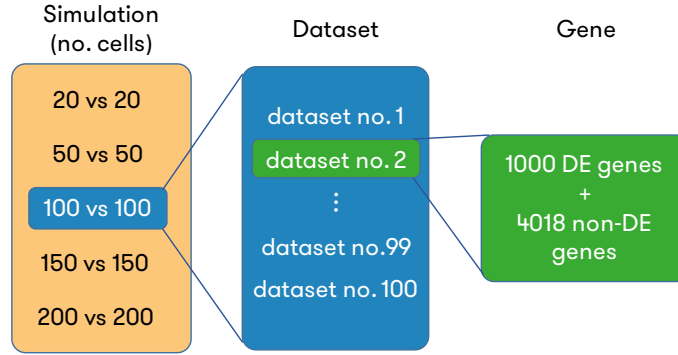 Simulation
(no. cells)
20 vs 20
50 vs 50
100 vs 100
150 vs 150
200 vs 200
Dataset
dataset no. 1
dataset no. 2
⋮
dataset no.99
dataset no. 100
Gene
1000 DE genes
+
4018 non-DE
genes